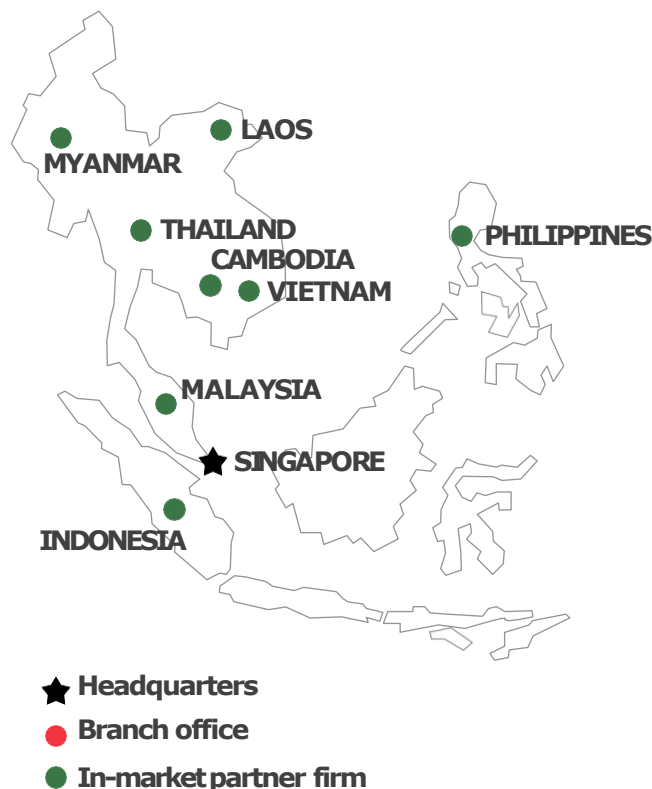 LAOS
MYANMAR
THAILAND
CAMBODIA
VIETNAM
PHILIPPINES
MALAYSIA
SINGAPORE
INDONESIA
Headquarters
Branch office
In-market partner firm